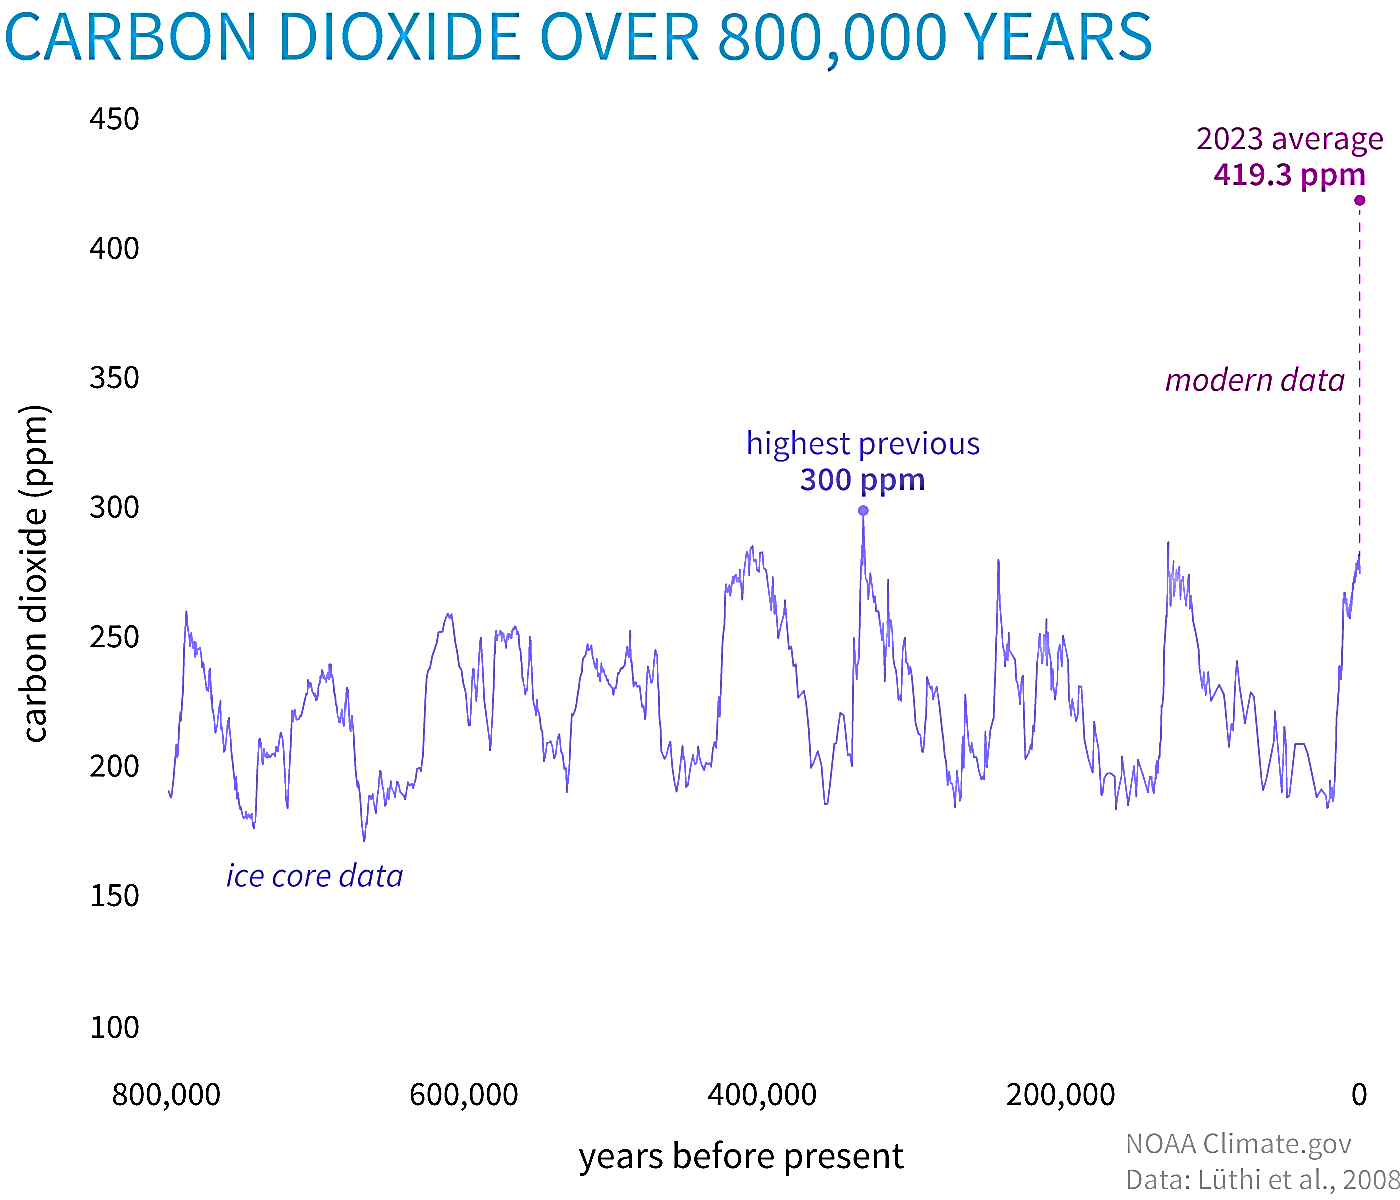 CARBON DIOXIDE OVER 800,000 YEARS
450
2023 average
419.3 ppm
400
350
modern data
carbon dioxide (ppm)
highest previous
300 ppm
300
250
200
ice core data
150
100
800,000
600,000
400,000
200,000
0
years before present
NOAA Climate.gov
Data: Lüthi et al., 2008